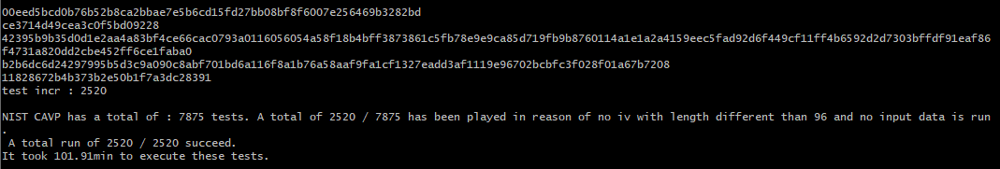 00eed5bcd0b76b52b8ca2bbae7e5b6cd15fd27bb08bf8f6007e256469b3282bd
ce3714d49cea3c0f5bd09228
42395b9b35d0d1e2aa4a83bf4ce66cac0793a0116056054a58f18b4bff3873861c5fb78e9e9ca85d719fb9b8760114a1e1a2a4159eec5fad92d6f449cf11ff4b6592d2d7303bffdf91eaf86
f4731a820dd2cbe452ff6ce1faba0
b2b6dc6d24297995b5d3c9a090c8abf701bd6a116f8a1b76a58aaf9fa1cf1327eadd3af1119e96702bcbfc3f028f01a67b7208
11828672b4b373b2e50b1f7a3dc28391
test incr : 2520
NIST CAVP has a total of : 7875 tests. A total of 2520 / 7875 has been played in reason of no iv with length different than 96 and no input data is run
.
A total run of 2520 / 2520 succeed.
It took 101.91min to execute these tests.